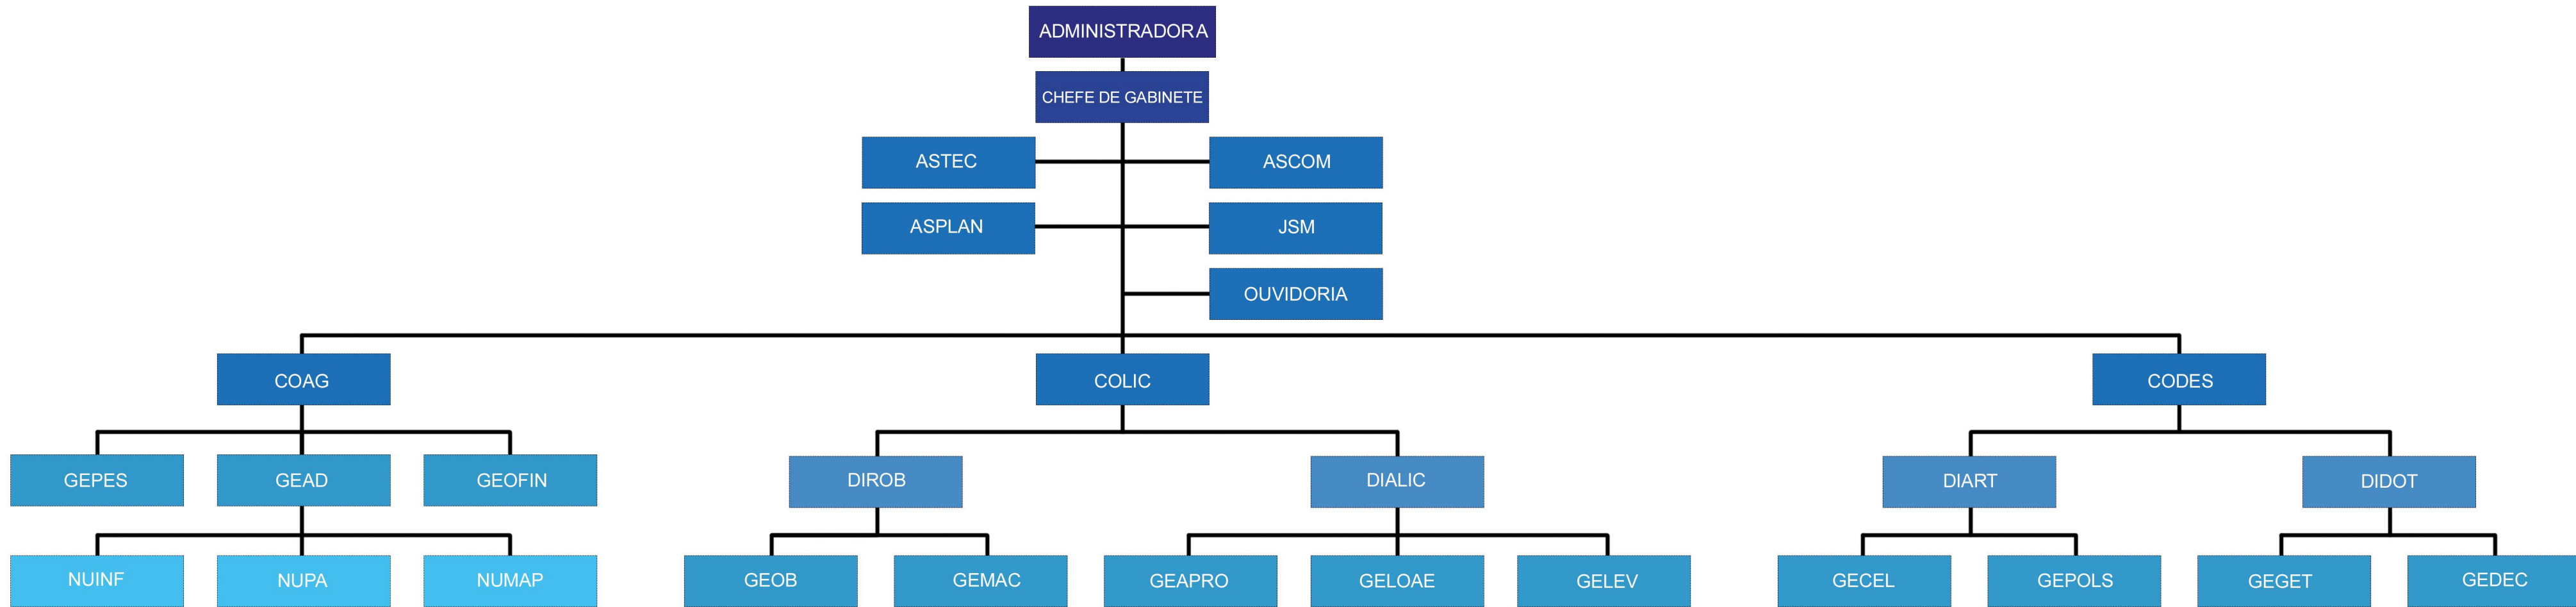 ADMINISTRADORA
CHEFE DE GABINETE
ASTEC
ASCOM
ASPLAN
JSM
OUVIDORIA
COAG
COLIC
CODES
GEPES
GEAD
GEOFIN
DIROB
DIALIC
DIART
DIDOT
NUINF
NUPA
NUMAP
GEOB
GEMAC
GEAPRO
GELOAE
GELEV
GECEL
GEPOLS
GEGET
GEDEC